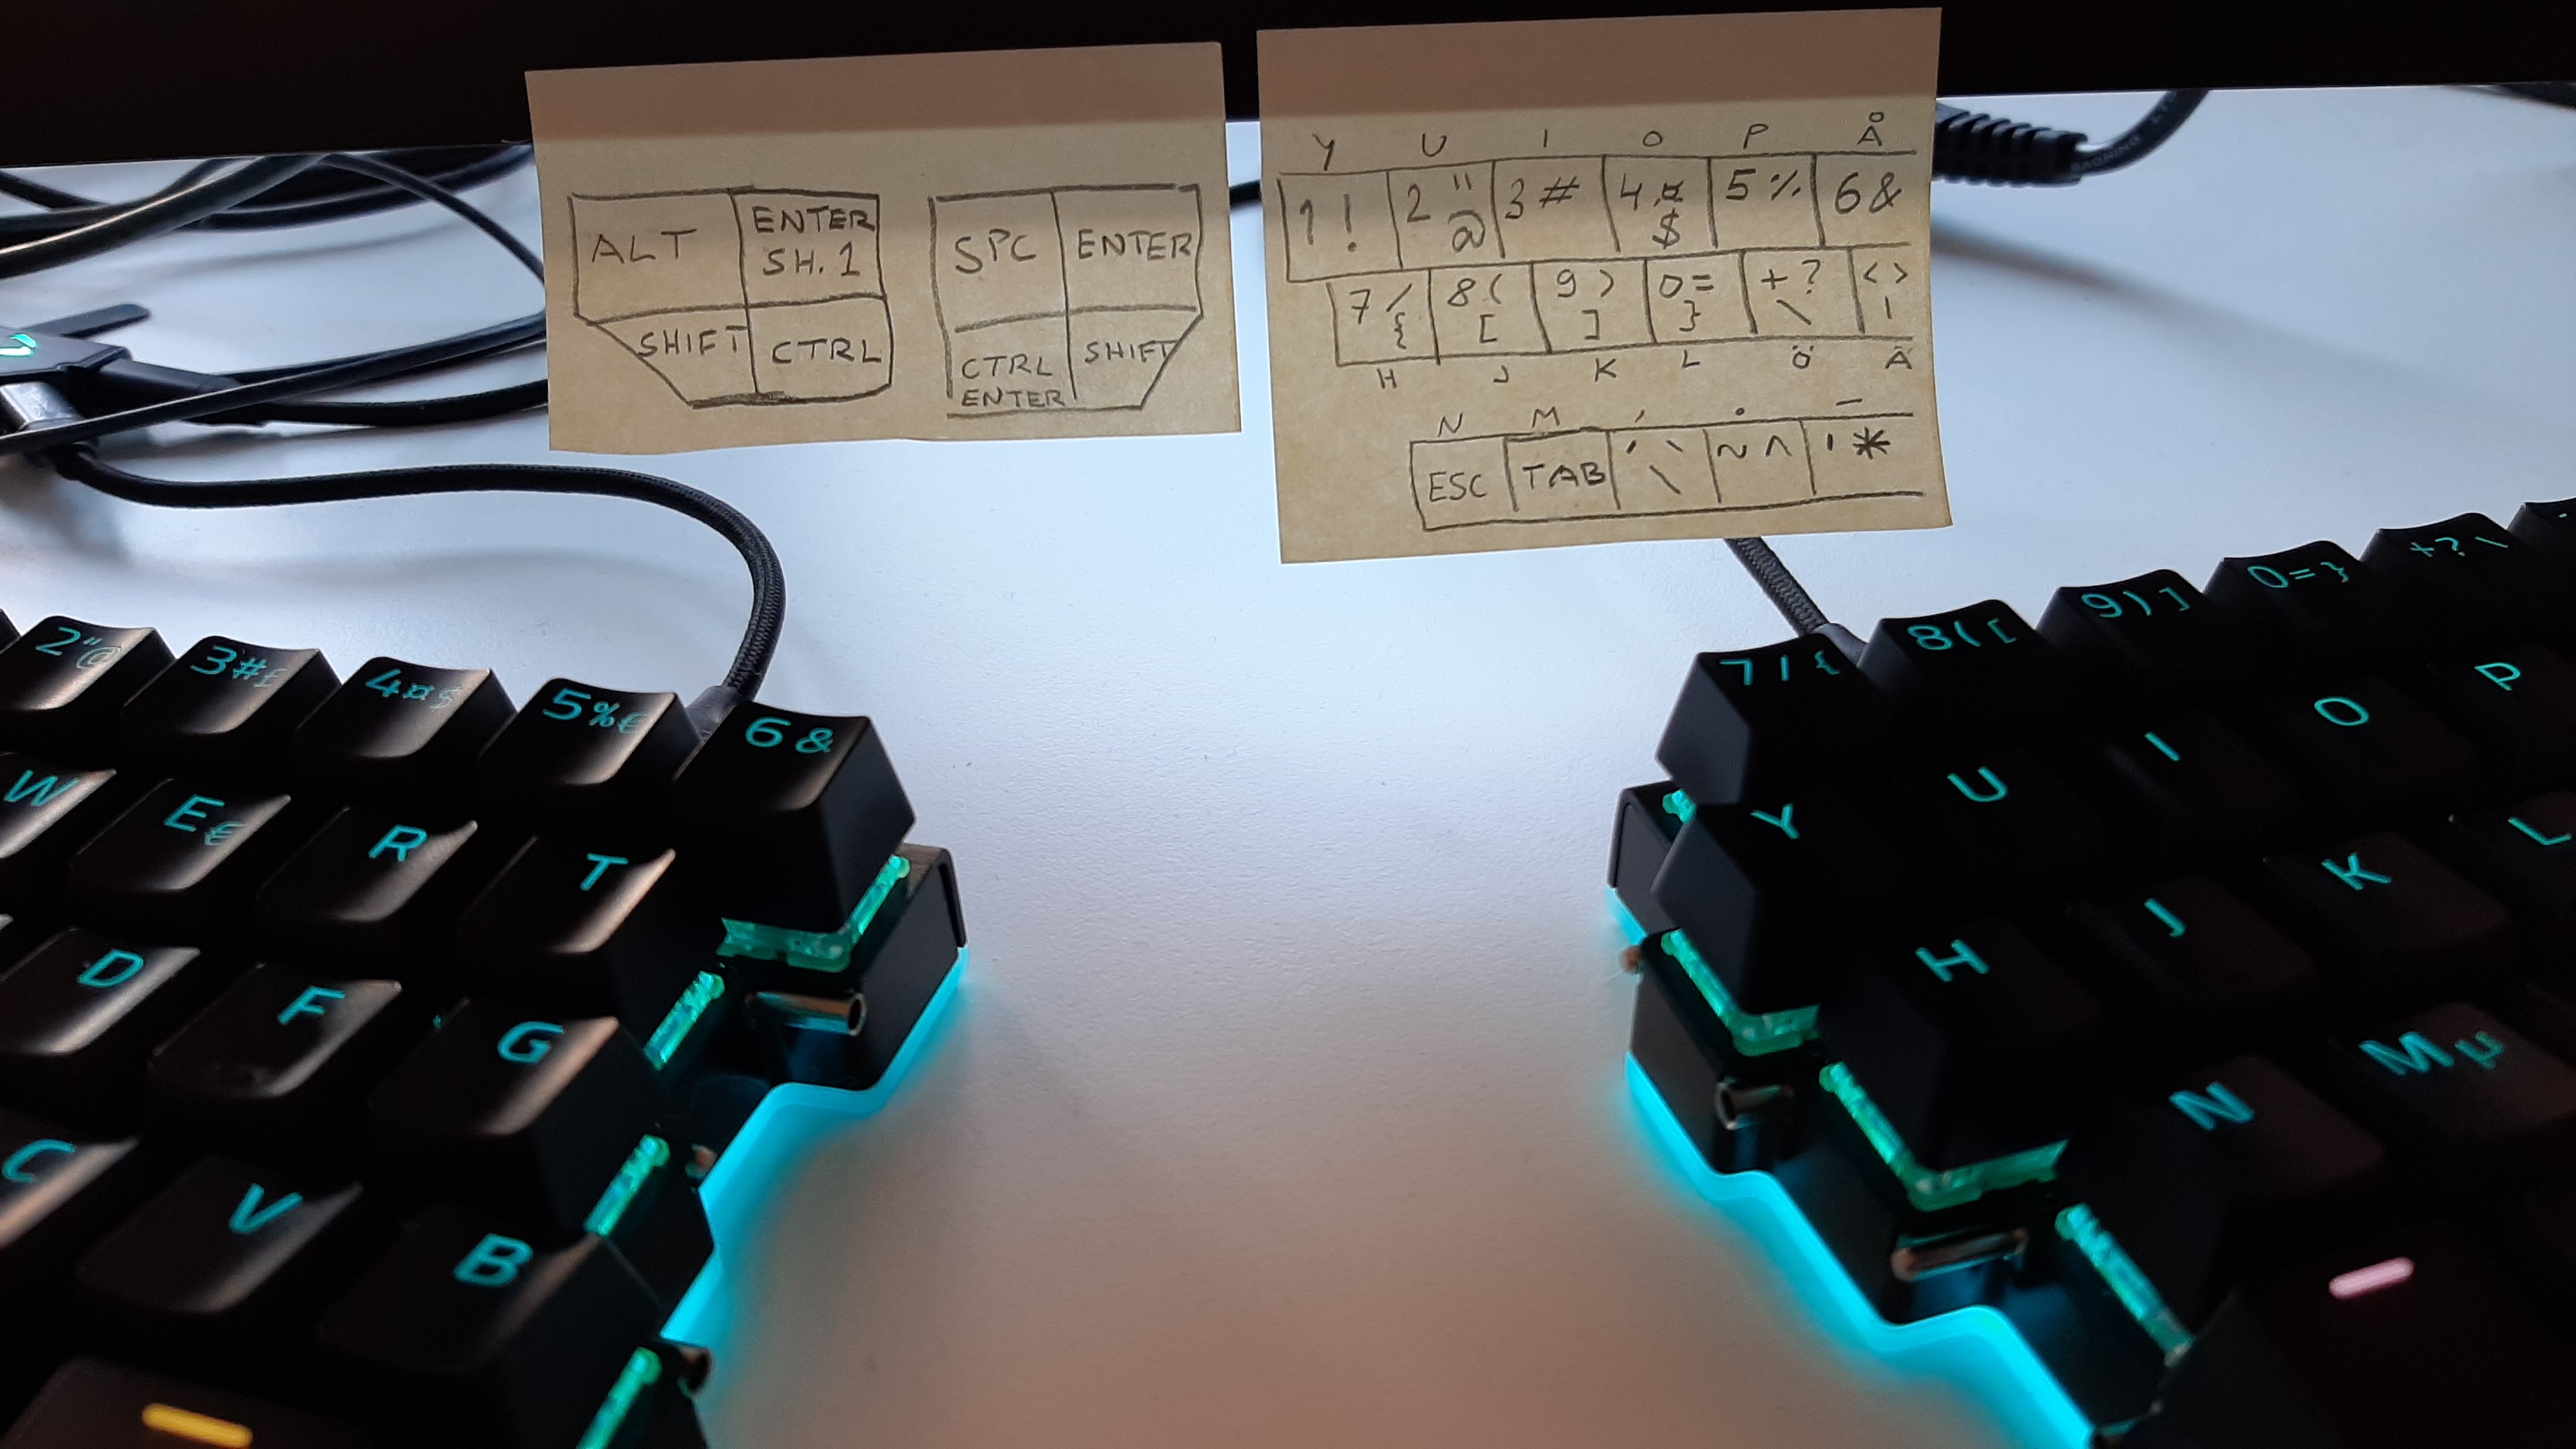 ALT
ENTER
SH. 1
SHIFT
CTRL
SPC
ENTER
CTRL
ENTER
SHIFT
Y U I O P Å
1 ! 2 " 3 # 4 ¤ 5 % 6 &
@ $
7 / 8 ( 9 ) 0 = + ? < >
{ [ ] } \ |
H J K L Ö Ä
N M , . -
ESC TAB ~ ^ ' *
2"@ 3#£ 4¤$ 5%€ 6&
W E€ R T
D F G
C V B
7/{ 8([ 9)] 0=} +?\
Y U I O P
H J K L
N Mµ